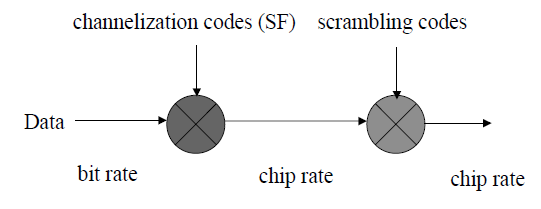 channelization codes (SF) scrambling codes
Data
bit rate
chip rate
chip rate